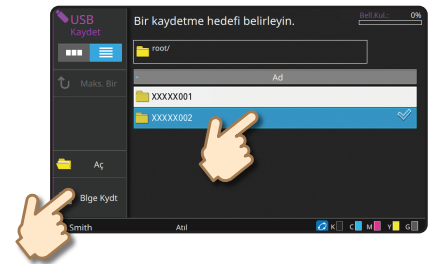 USB
Kaydet
Bir kaydetme hedefi belirleyin.
Bell.Kul.: 0%
root/
Maks. Bir
Ad
XXXXX001
XXXXX002
Aç
Blge Kydt
Smith
Atıl
K C M Y G